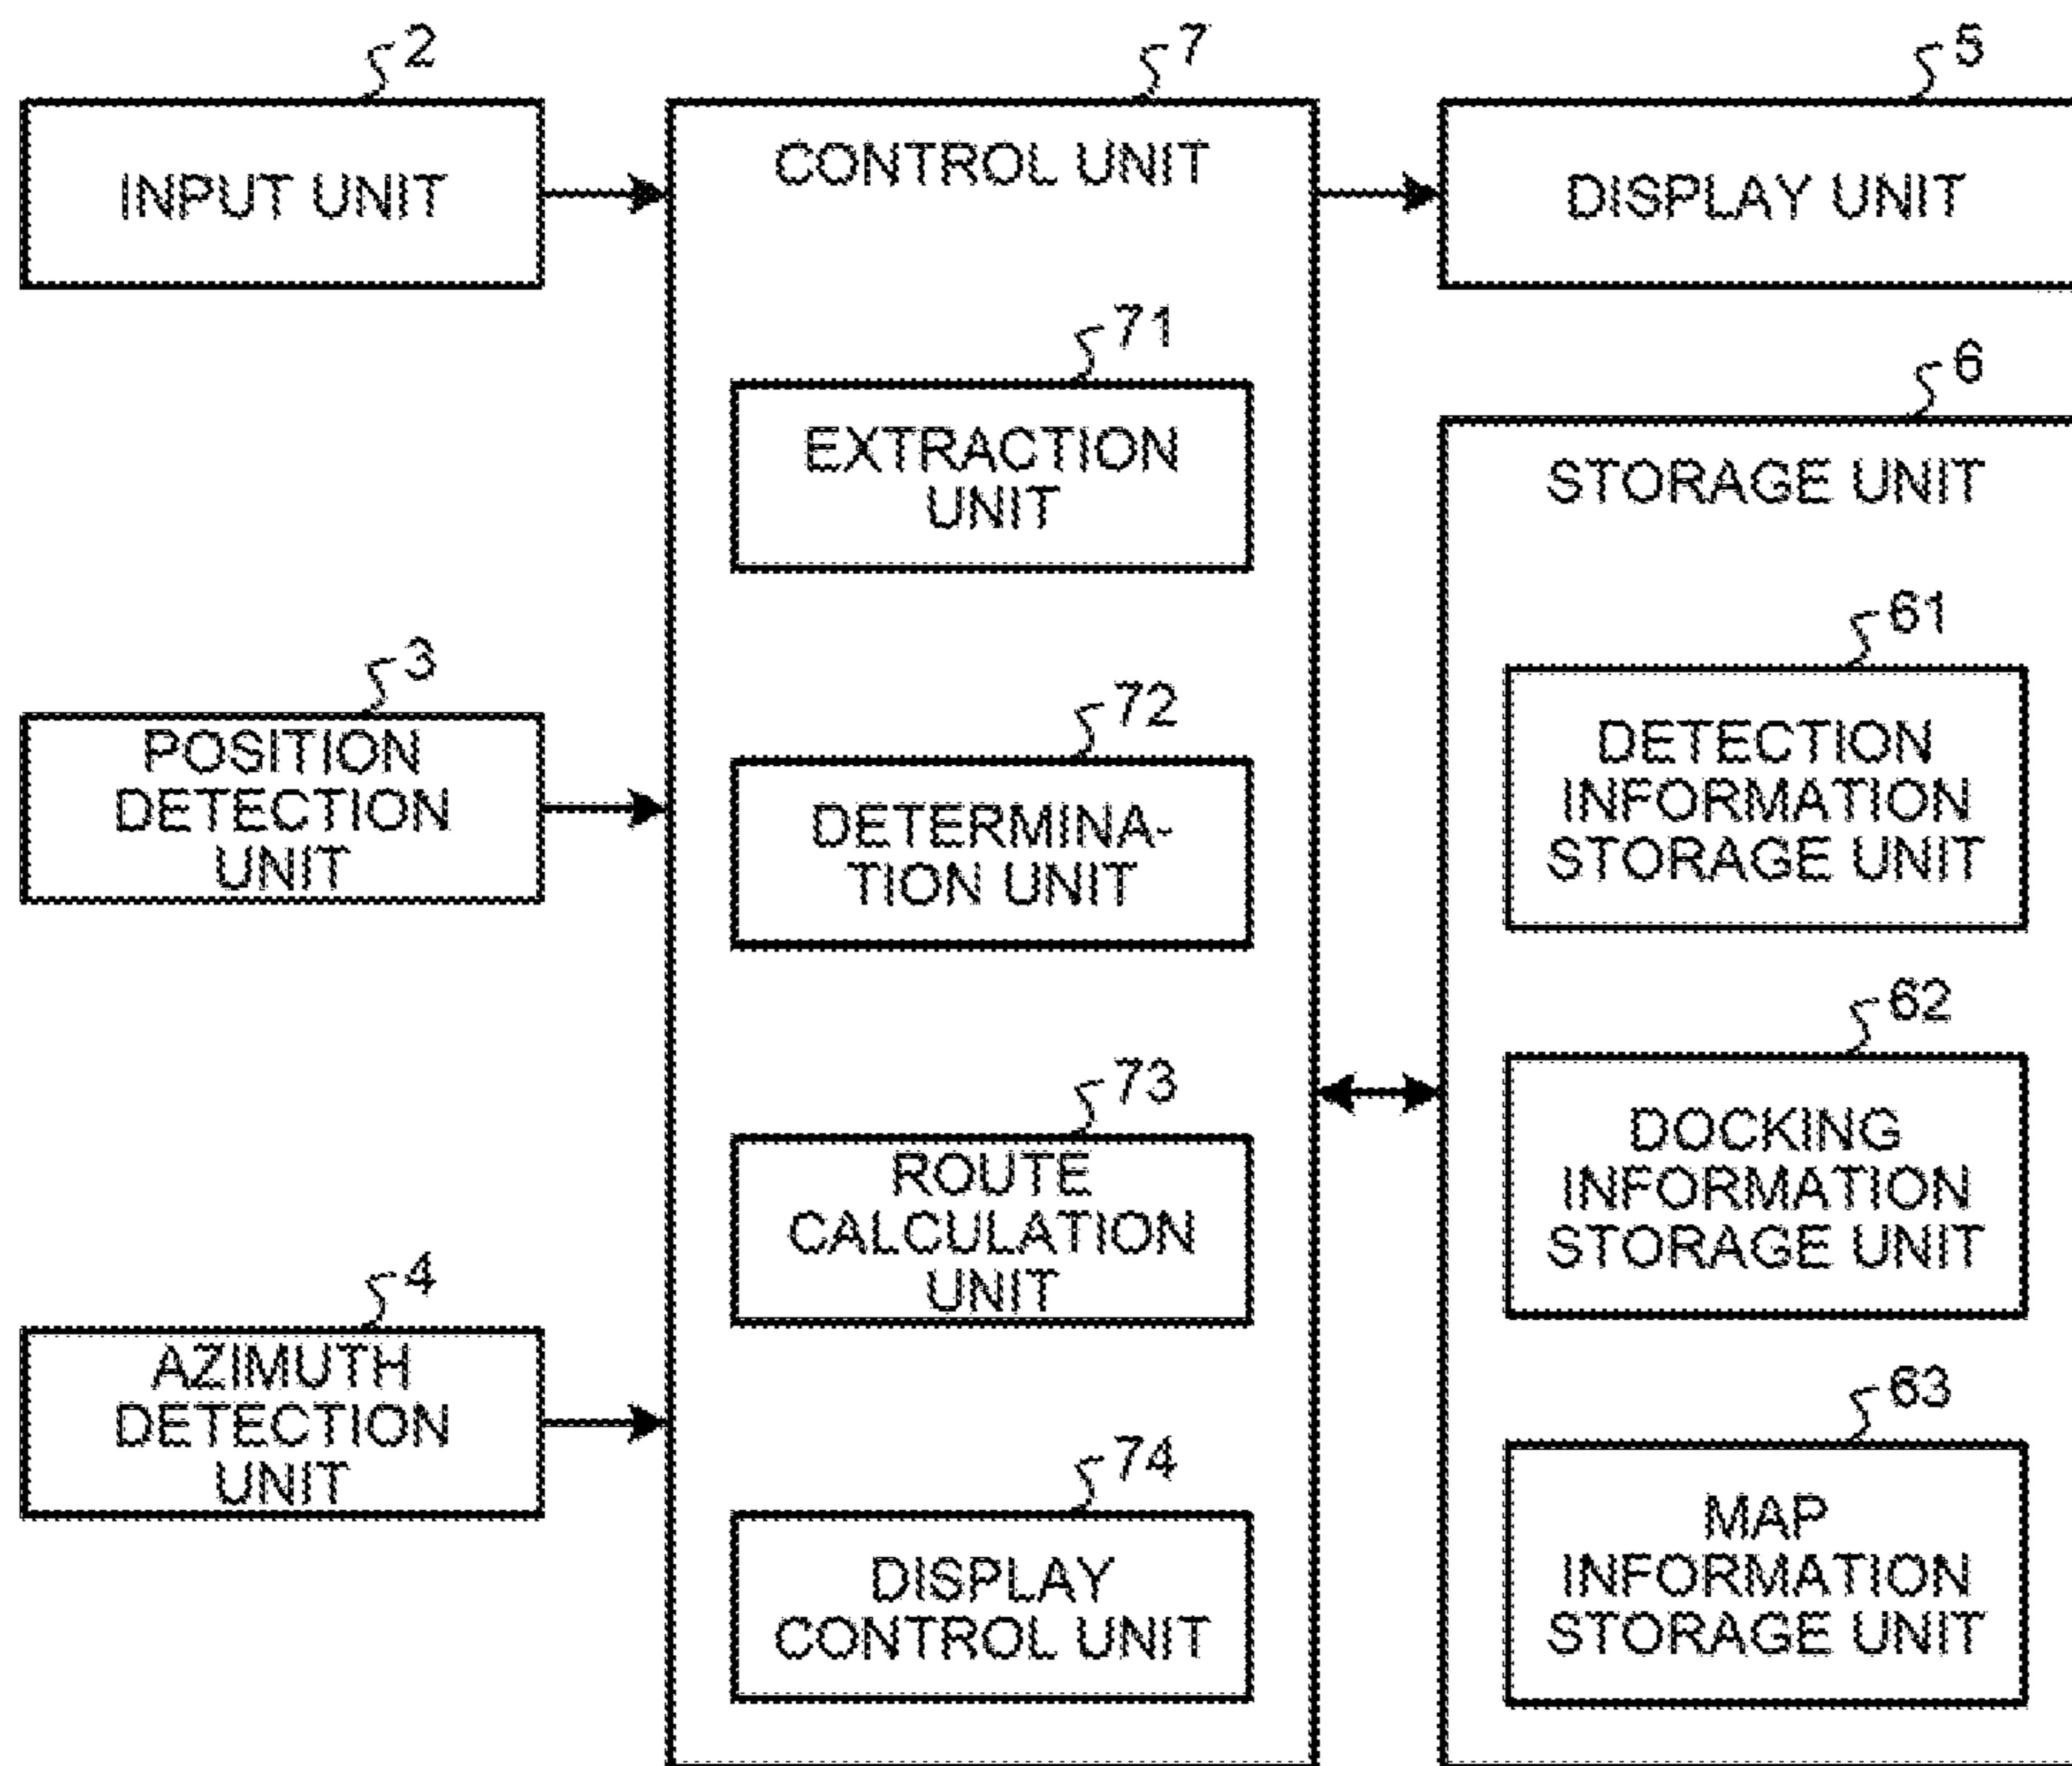 2
INPUT UNIT
3
POSITION
DETECTION
UNIT
4
AZIMUTH
DETECTION
UNIT
7
CONTROL UNIT
71
EXTRACTION
UNIT
72
DETERMINA-
TION UNIT
73
ROUTE
CALCULATION
UNIT
74
DISPLAY
CONTROL UNIT
5
DISPLAY UNIT
6
STORAGE UNIT
61
DETECTION
INFORMATION
STORAGE UNIT
62
DOCKING
INFORMATION
STORAGE UNIT
63
MAP
INFORMATION
STORAGE UNIT